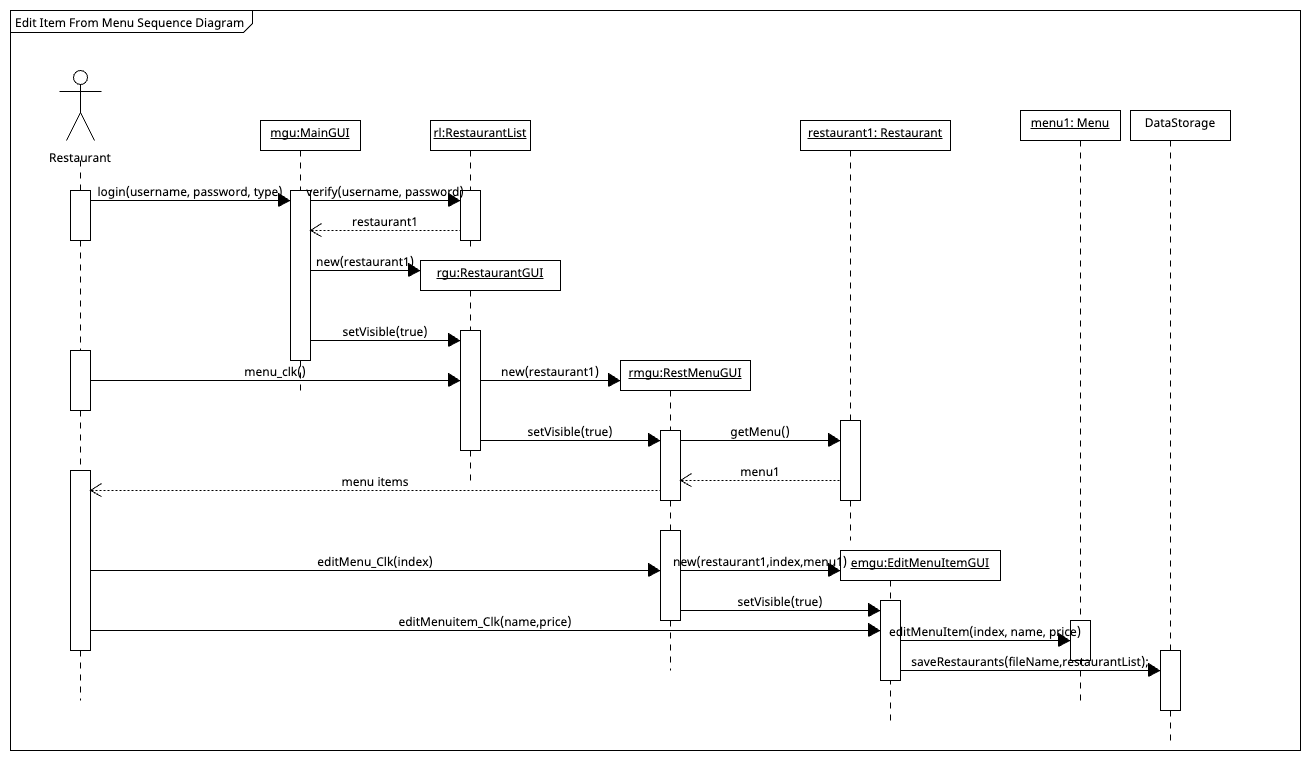 Edit Item From Menu Sequence Diagram
Restaurant
mgu:MainGUI
rl:RestaurantList
restaurant1: Restaurant
menu1: Menu
DataStorage
login(username, password, type)
verify(username, password)
restaurant1
new(restaurant1)
rgu:RestaurantGUI
setVisible(true)
menu_clk()
new(restaurant1)
rmgu:RestMenuGUI
setVisible(true)
getMenu()
menu1
menu items
editMenu_Clk(index)
new(restaurant1,index,menu1)
emgu:EditMenuItemGUI
setVisible(true)
editMenuitem_Clk(name,price)
editMenuItem(index, name, price)
saveRestaurants(fileName,restaurantList);